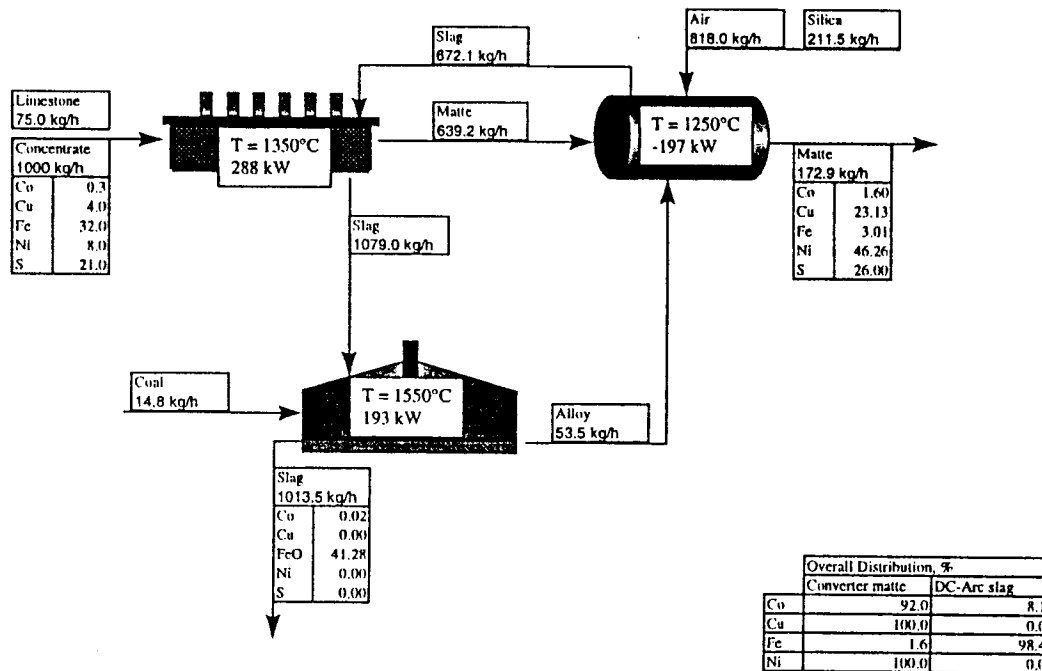 Air
818.0 kg/h
Silica
211.5 kg/h
Slag
672.1 kg/h
Limestone
75.0 kg/h
Concentrate
1000 kg/h
Co 0.3
Cu 4.0
Fe 32.0
Ni 8.0
S 21.0
T = 1350°C
288 kW
Matte
639.2 kg/h
T = 1250°C
-197 kW
Matte
172.9 kg/h
Co 1.60
Cu 23.13
Fe 3.01
Ni 46.26
S 26.00
Slag
1079.0 kg/h
Coal
14.8 kg/h
T = 1550°C
193 kW
Alloy
53.5 kg/h
Slag
1013.5 kg/h
Co 0.02
Cu 0.00
FeO 41.28
Ni 0.00
S 0.00
Overall Distribution, %
Converter matte DC-Arc slag
Co 92.0
Cu 100.0 0.0
Fe 1.6 98.4
Ni 100.0 0.0